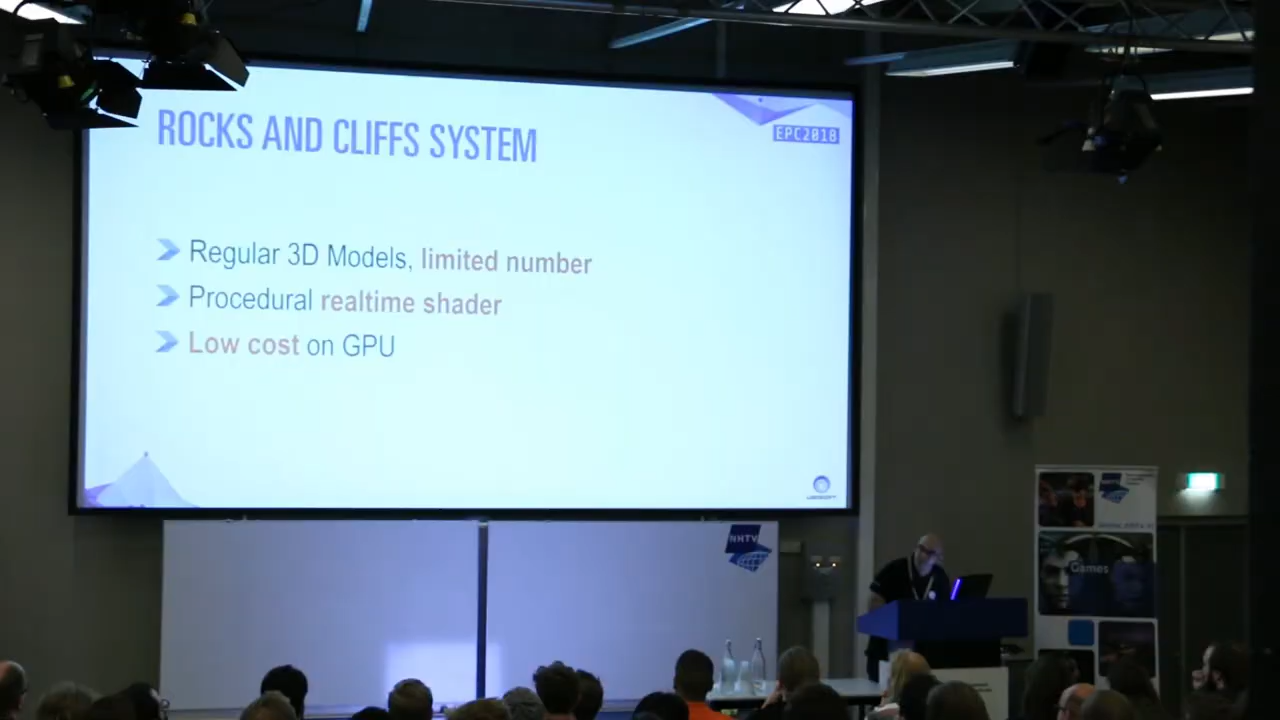 ROCKS AND CLIFFS SYSTEM
EPC2018
Regular 3D Models, limited number
Procedural realtime shader
Low cost on GPU
UBISOFT
NHTV
Games